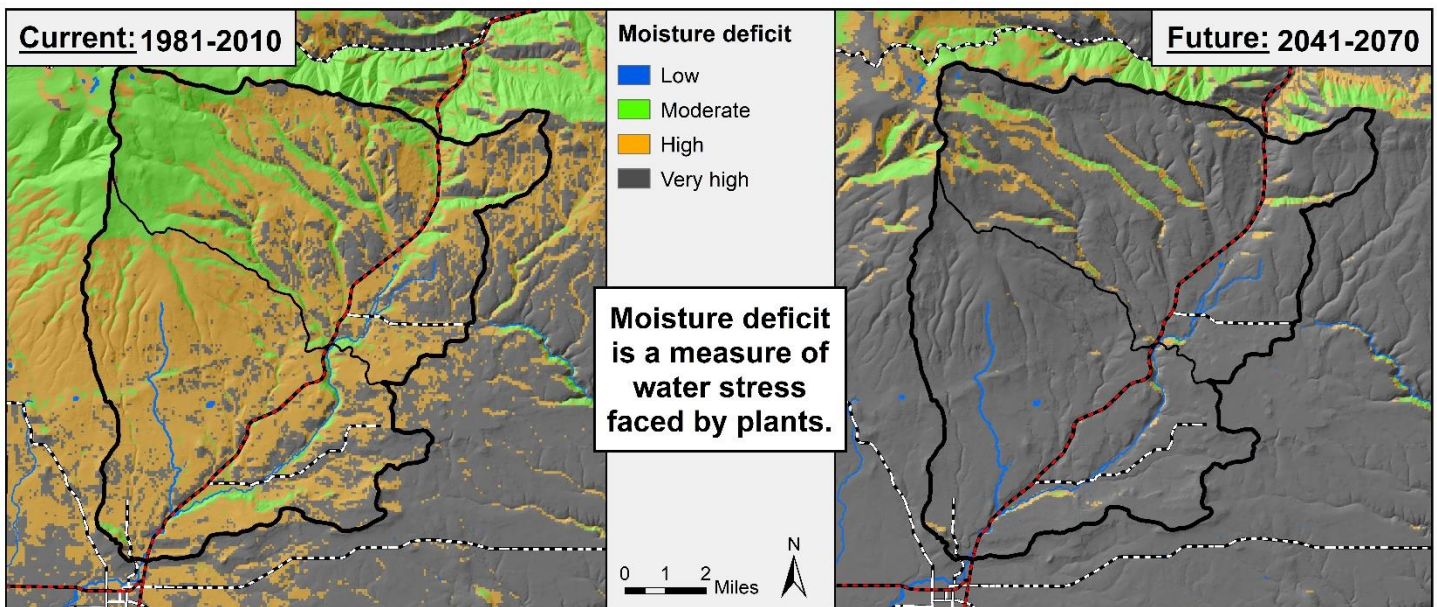 Current: 1981-2010
Moisture deficit
Low
Moderate
High
Very high
Future: 2041-2070
Moisture deficit
is a measure of
water stress
faced by plants.
0 1 2 Miles
N